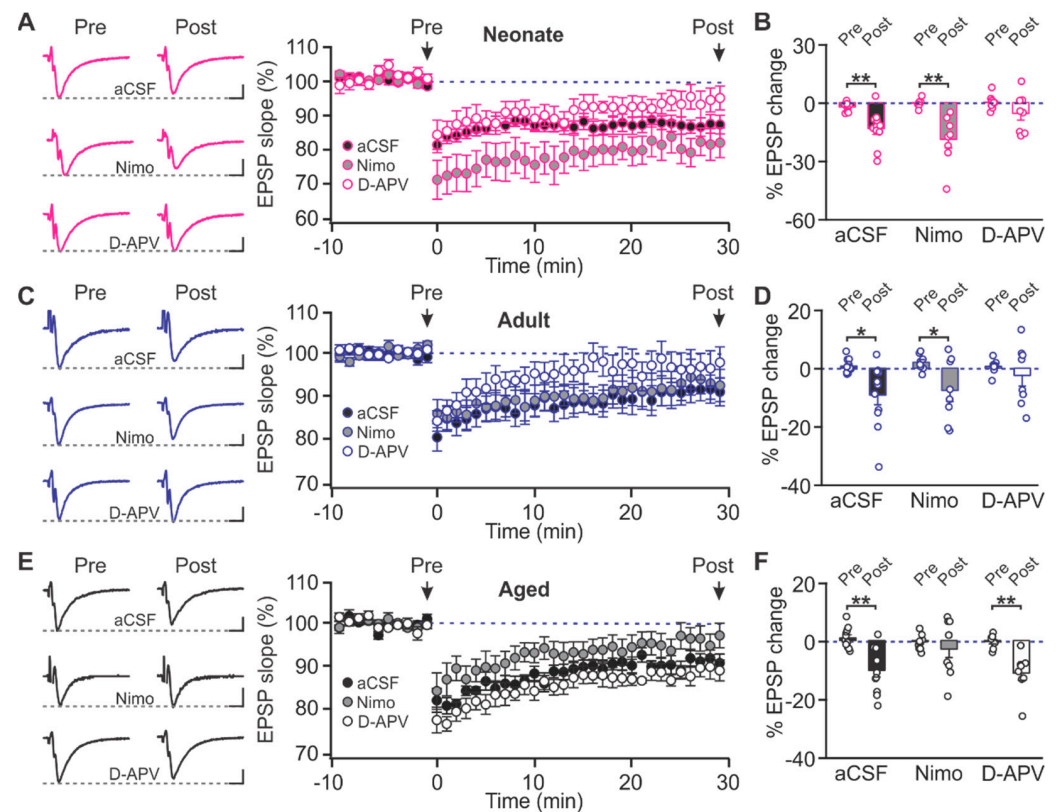 A
Pre
Post
aCSF
Nimo
D-APV
EPSP slope (%)
110
100
90
80
70
60
-10
0
10
20
30
Time (min)
Pre
Neonate
Post
aCSF
Nimo
D-APV
B
Pre
Post
Pre
Post
Pre
Post
% EPSP change
30
0
-30
-60
**
**
aCSF
Nimo
D-APV
C
Pre
Post
aCSF
Nimo
D-APV
EPSP slope (%)
110
100
90
80
70
-10
0
10
20
30
Time (min)
Pre
Adult
Post
aCSF
Nimo
D-APV
D
Pre
Post
Pre
Post
Pre
Post
% EPSP change
20
0
-20
-40
*
*
aCSF
Nimo
D-APV
E
Pre
Post
aCSF
Nimo
D-APV
EPSP slope (%)
110
100
90
80
70
-10
0
10
20
30
Time (min)
Pre
Aged
Post
aCSF
Nimo
D-APV
F
Pre
Post
Pre
Post
Pre
Post
% EPSP change
20
0
-20
-40
**
**
aCSF
Nimo
D-APV